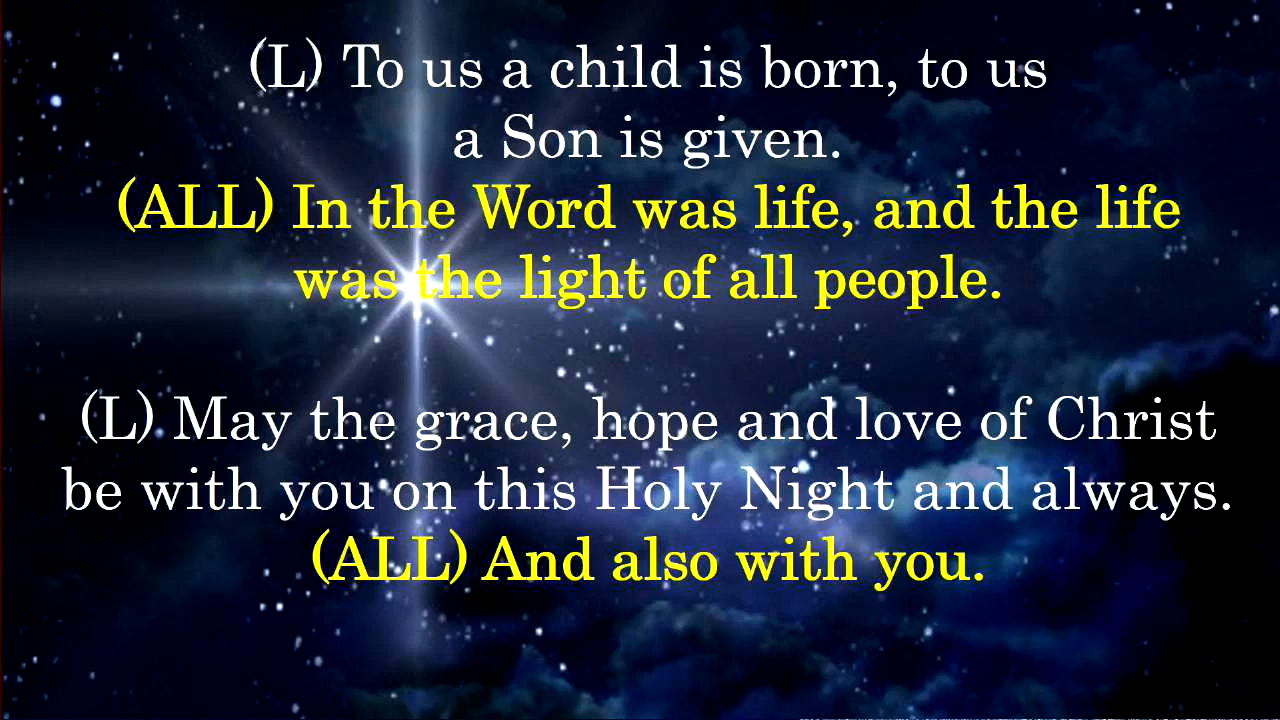 (L) To us a child is born, to us
a Son is given.
(ALL) In the Word was life, and the life
was the light of all people.
(L) May the grace, hope and love of Christ
be with you on this Holy Night and always.
(ALL) And also with you.